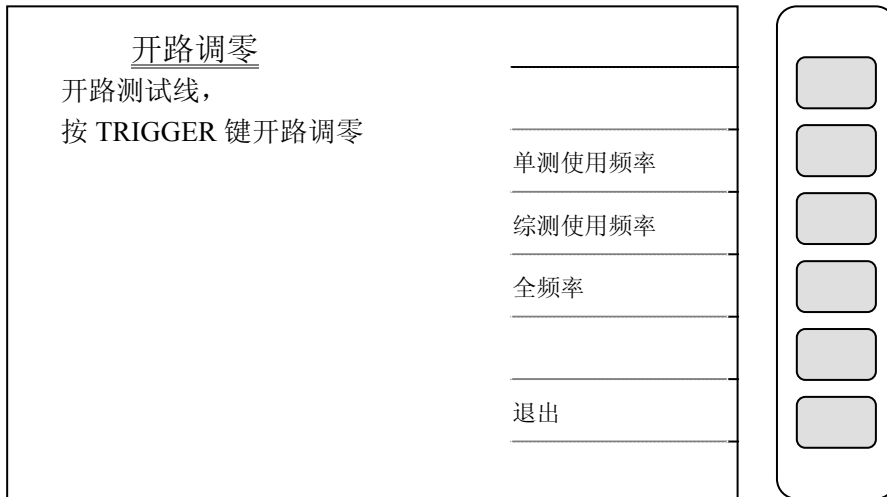 开路调零
开路测试线，
按 TRIGGER 键开路调零
单测使用频率
综测使用频率
全频率
退出